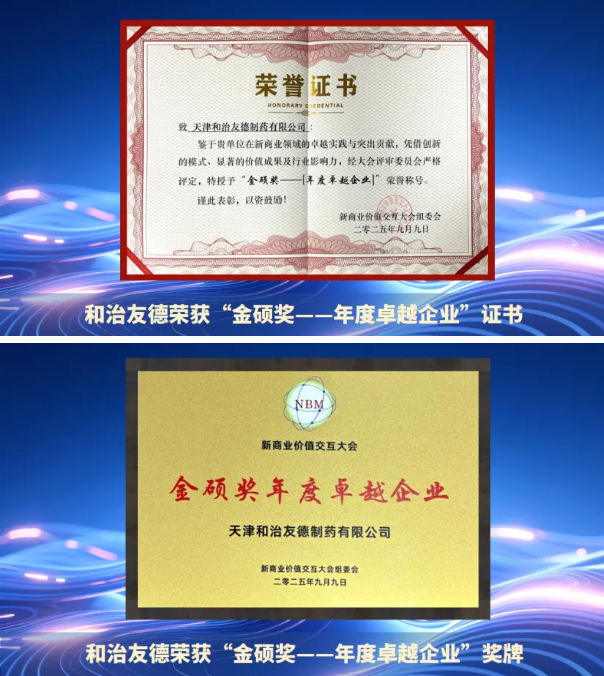 荣誉证书
HONORARY CREDENTIAL
致 天津和治友德制药有限公司：
鉴于贵单位在新商业领域的卓越实践与突出贡献，凭借创新
的模式、显著的价值成果及行业影响力，经大会评审委员会严格
评定，特授予“金硕奖——[年度卓越企业]”荣誉称号。
谨此表彰，以资鼓励！
新商业价值交互大会组委会
二零二五年九月九日
和治友德荣获“金硕奖——年度卓越企业”证书
NBM
新商业价值交互大会
金硕奖年度卓越企业
天津和治友德制药有限公司
新商业价值交互大会组委会
二零二五年九月九日
和治友德荣获“金硕奖——年度卓越企业”奖牌